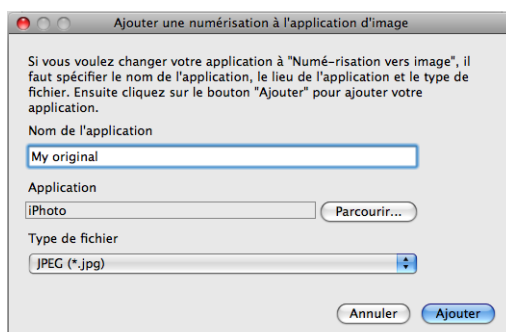 Ajouter une numérisation à l'application d'image
Si vous voulez changer votre application à "Numé-risation vers image", il
faut spécifier le nom de l'application, le lieu de l'application et le type de
fichier. Ensuite cliquez sur le bouton "Ajouter" pour ajouter votre
application.
Nom de l'application
My original
Application
iPhoto
Parcourir...
Type de fichier
JPEG (*.jpg)
Annuler
Ajouter